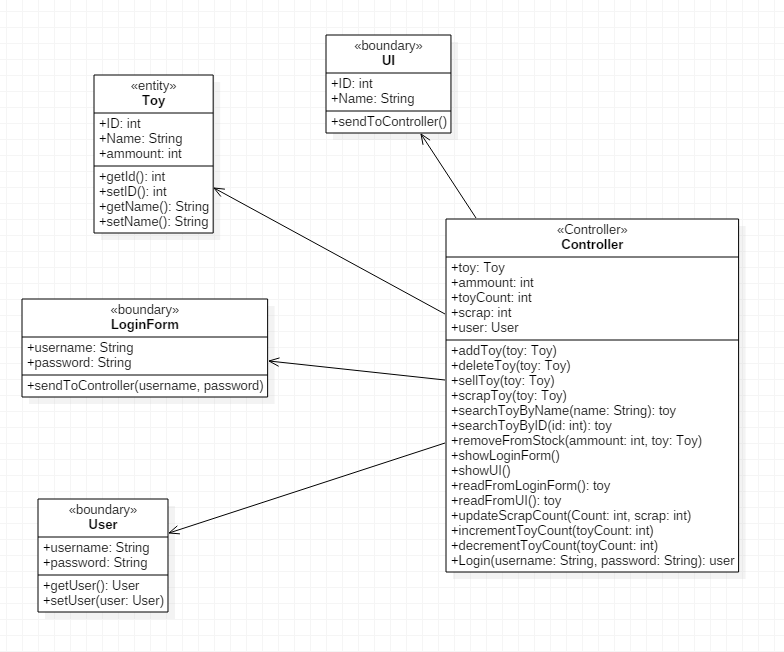 «boundary»
UI
+ID: int
+Name: String
+sendToController()
«entity»
Toy
+ID: int
+Name: String
+ammount: int
+getId(): int
+setID(): int
+getName(): String
+setName(): String
«Controller»
Controller
+toy: Toy
+ammount: int
+toyCount: int
+scrap: int
+user: User
+addToy(toy: Toy)
+deleteToy(toy: Toy)
+sellToy(toy: Toy)
+scrapToy(toy: Toy)
+searchToyByName(name: String): toy
+searchToyByID(id: int): toy
+removeFromStock(ammount: int, toy: Toy)
+showLoginForm()
+showUI()
+readFromLoginForm(): toy
+readFromUI(): toy
+updateScrapCount(Count: int, scrap: int)
+incrementToyCount(toyCount: int)
+decrementToyCount(toyCount: int)
+Login(username: String, password: String): user
«boundary»
LoginForm
+username: String
+password: String
+sendToController(username, password)
«boundary»
User
+username: String
+password: String
+getUser(): User
+setUser(user: User)